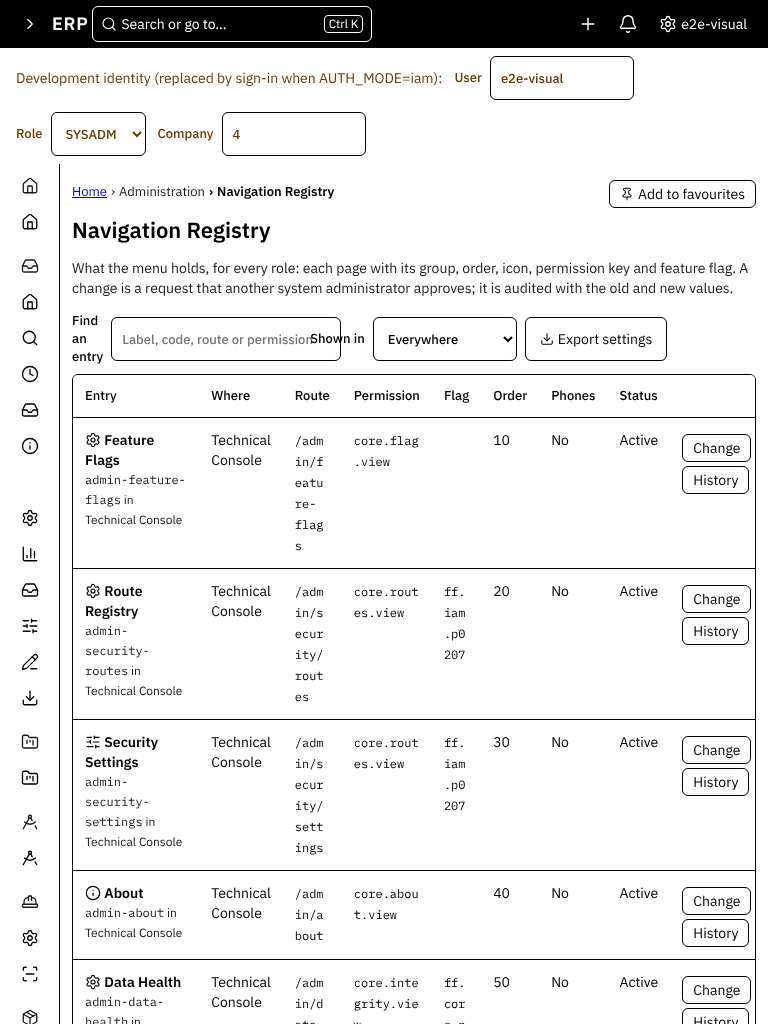 ERP
Search or go to...
Ctrl K
e2e-visual
Development identity (replaced by sign-in when AUTH_MODE=iam):
User
e2e-visual
Role
SYSADM
Company
4
Home › Administration › Navigation Registry
Add to favourites
Navigation Registry
What the menu holds, for every role: each page with its group, order, icon, permission key and feature flag. A
change is a request that another system administrator approves; it is audited with the old and new values.
Find
an
entry
Label, code, route or permission
Shown in
Everywhere
Export settings
Entry Where Route Permission Flag Order Phones Status
Feature
Flags
admin-feature-
flags in
Technical Console
Technical
Console
/adm
in/f
eatu
re-
flag
s
core.flag
.view
10
No
Active
Change
History
Route
Registry
admin-
security-
routes in
Technical Console
Technical
Console
/adm
in/s
ecur
ity/
rout
es
core.rout
es.view
ff.
iam
.p0
207
20
No
Active
Change
History
Security
Settings
admin-
security-
settings in
Technical Console
Technical
Console
/adm
in/s
ecur
ity/
sett
ings
core.rout
es.view
ff.
iam
.p0
207
30
No
Active
Change
History
About
admin-about in
Technical Console
Technical
Console
/adm
in/a
bout
core.abou
t.view
40
No
Active
Change
History
Data Health
admin-data-
health in
Technical
Console
/adm
in/d
core.inte
grity.vie
ff.
cor
50
No
Active
Change
History